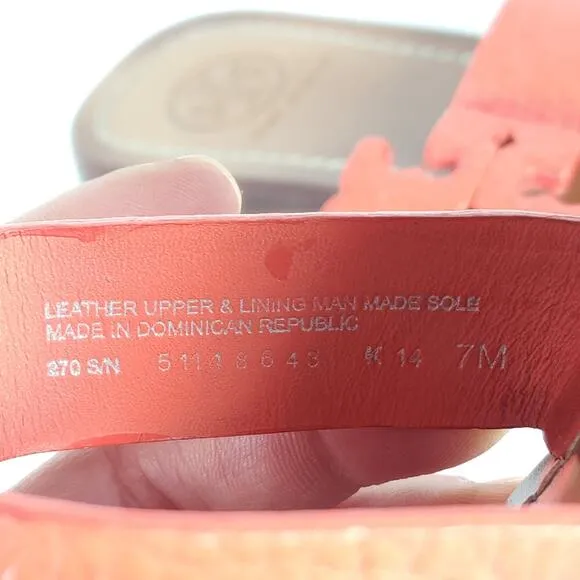 LEATHER UPPER & LINING MAN MADE SOLE
MADE IN DOMINICAN REPUBLIC
270 S/N 51148643 K 14 7M